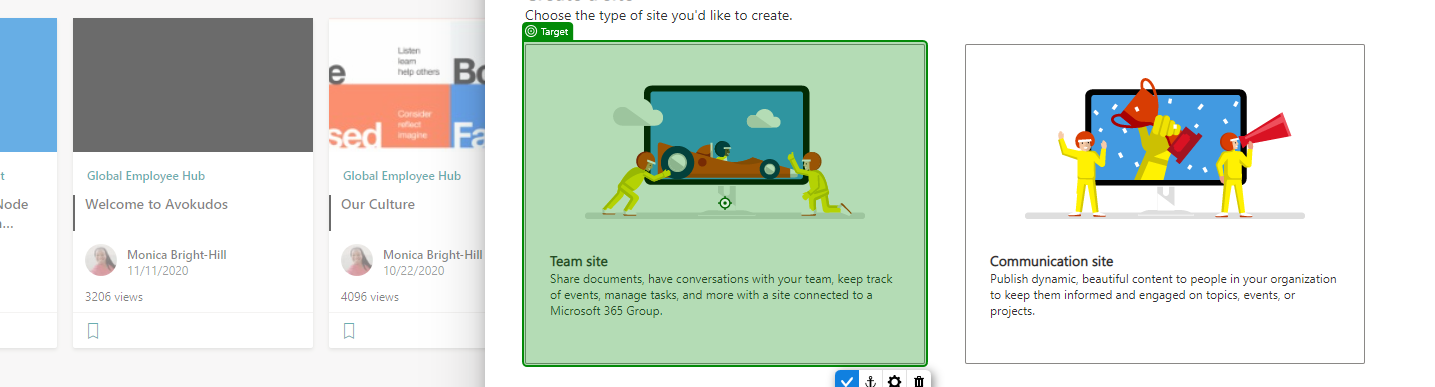 Choose the type of site you'd like to create.
Target
Listen
learn
help others
Consider
reflect
imagine
Global Employee Hub
Welcome to Avokudos
Monica Bright-Hill
11/11/2020
3206 views
Global Employee Hub
Our Culture
Monica Bright-Hill
10/22/2020
4096 views
Team site
Share documents, have conversations with your team, keep track
of events, manage tasks, and more with a site connected to a
Microsoft 365 Group.
Communication site
Publish dynamic, beautiful content to people in your organization
to keep them informed and engaged on topics, events, or
projects.